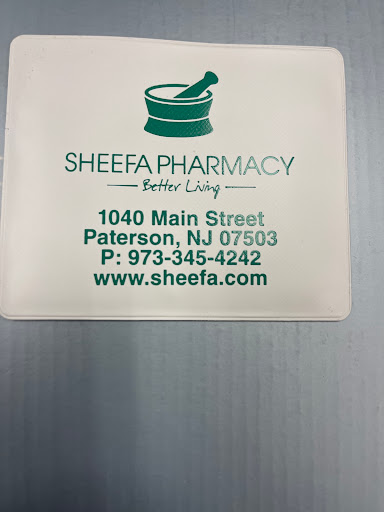 SHEEFA PHARMACY
Better Living
1040 Main Street
Paterson, NJ 07503
P: 973-345-4242
www.sheefa.com